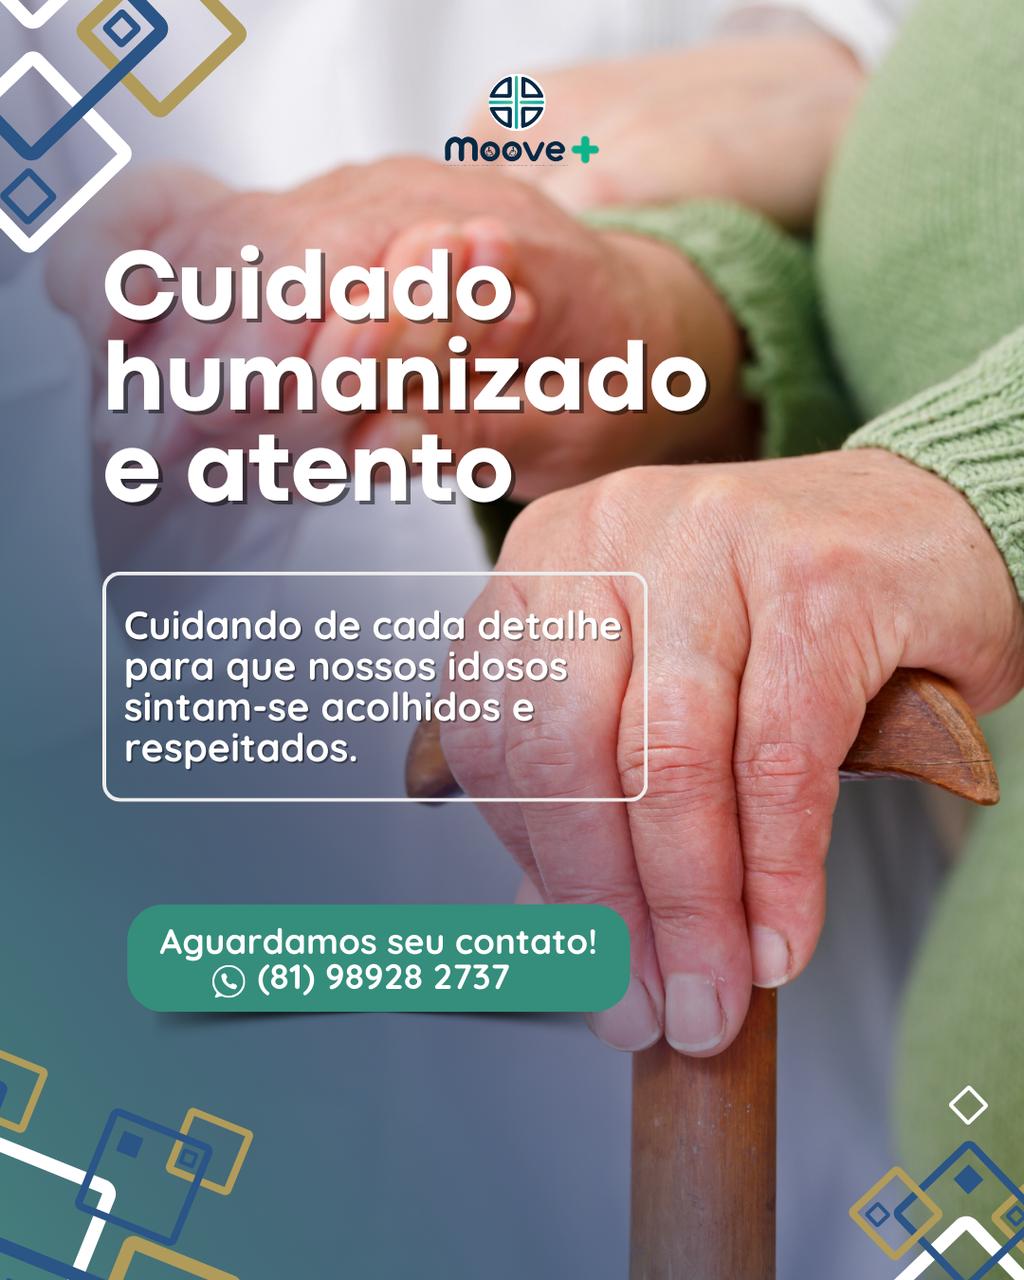 Moove+
Cuidado
humanizado
e atento
Cuidando de cada detalhe
para que nossos idosos
sintam-se acolhidos e
respeitados.
Aguardamos seu contato!
(81) 98928 2737